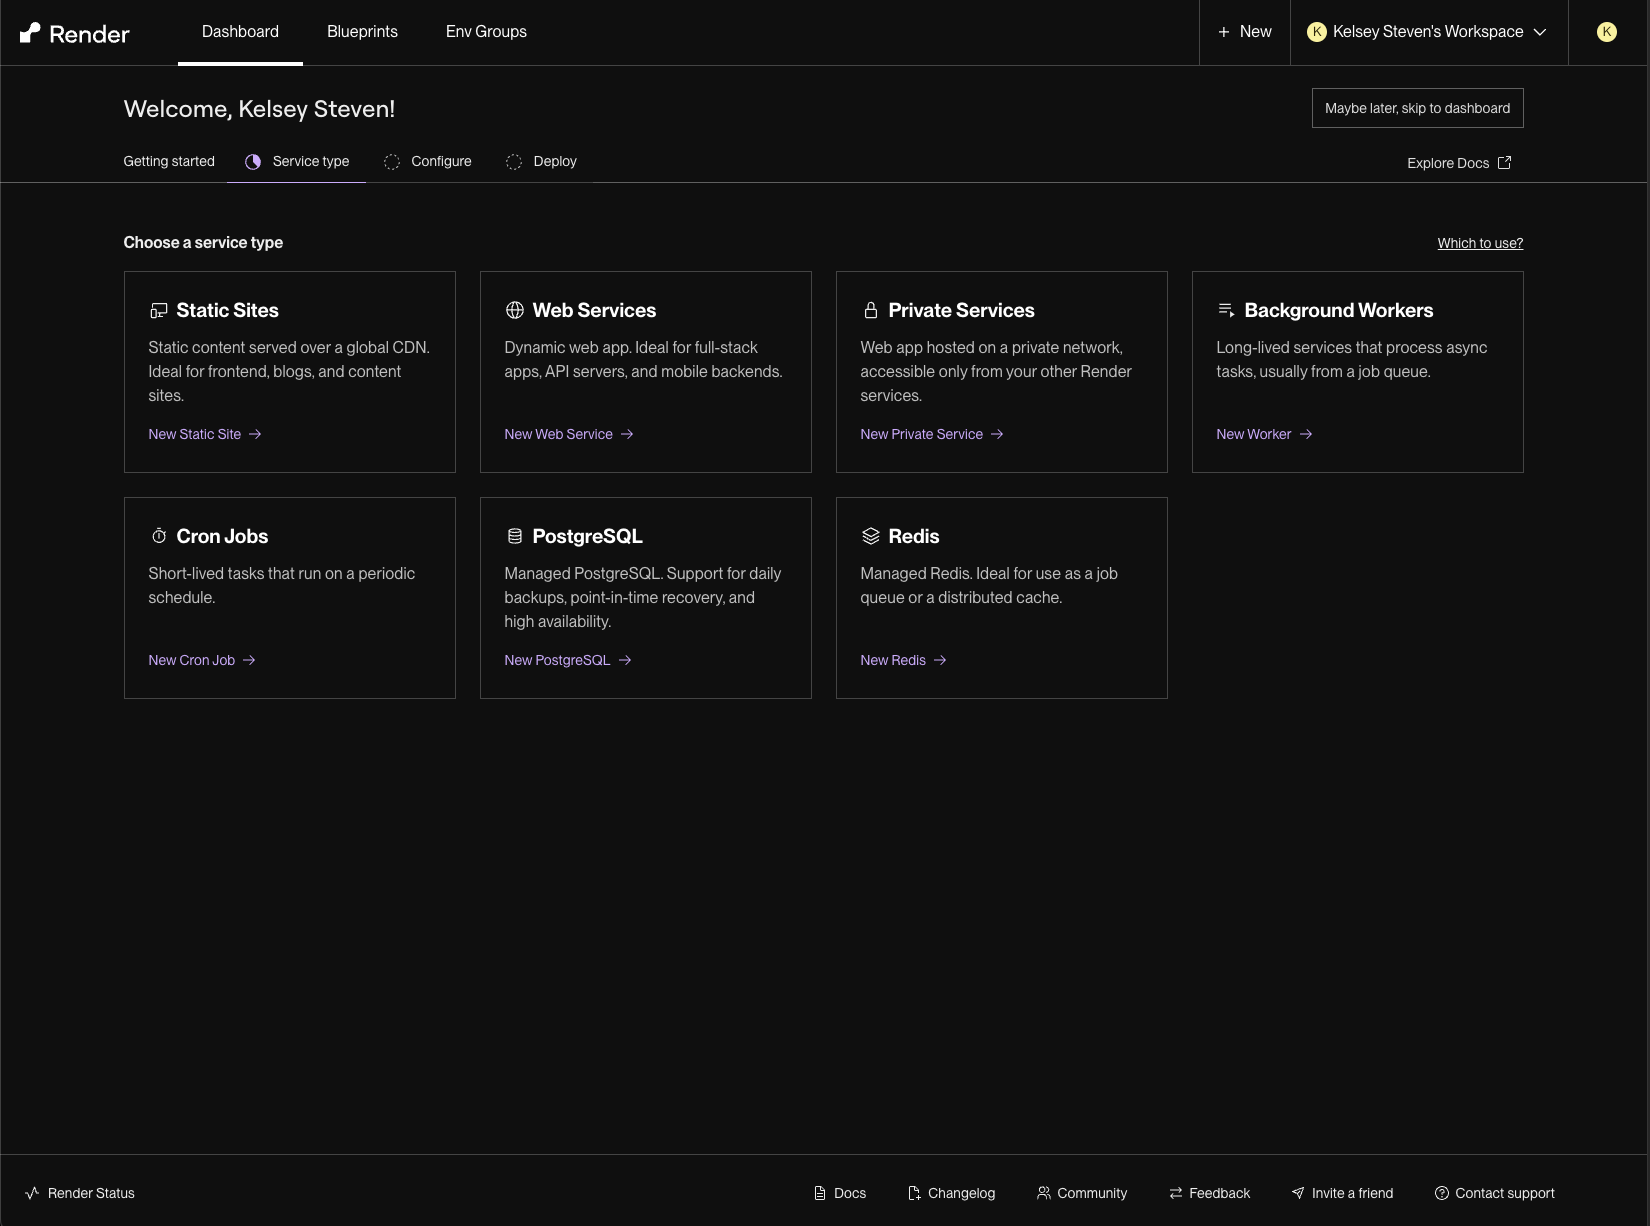 Render
Dashboard
Blueprints
Env Groups
New
K
Kelsey Steven's Workspace
K
Welcome, Kelsey Steven!
Maybe later, skip to dashboard
Getting started
Service type
Configure
Deploy
Explore Docs
Choose a service type
Which to use?
Static Sites
Static content served over a global CDN.
Ideal for frontend, blogs, and content
sites.
New Static Site
Web Services
Dynamic web app. Ideal for full-stack
apps, API servers, and mobile backends.
New Web Service
Private Services
Web app hosted on a private network,
accessible only from your other Render
services.
New Private Service
Background Workers
Long-lived services that process async
tasks, usually from a job queue.
New Worker
Cron Jobs
Short-lived tasks that run on a periodic
schedule.
New Cron Job
PostgreSQL
Managed PostgreSQL. Support for daily
backups, point-in-time recovery, and
high availability.
New PostgreSQL
Redis
Managed Redis. Ideal for use as a job
queue or a distributed cache.
New Redis
Render Status
Docs
Changelog
Community
Feedback
Invite a friend
Contact support